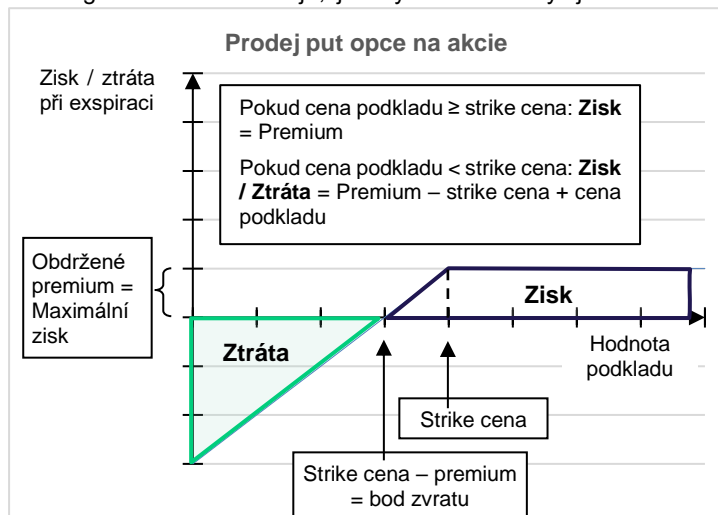 Prodej put opce na akcie
Zisk / ztráta
při exspiraci
Pokud cena podkladu ≥ strike cena: Zisk
= Premium
Pokud cena podkladu < strike cena: Zisk
/ Ztráta = Premium – strike cena + cena
podkladu
Obdržené
premium =
Maximální
zisk
Zisk
Ztráta
Hodnota
podkladu
Strike cena
Strike cena – premium
= bod zvratu